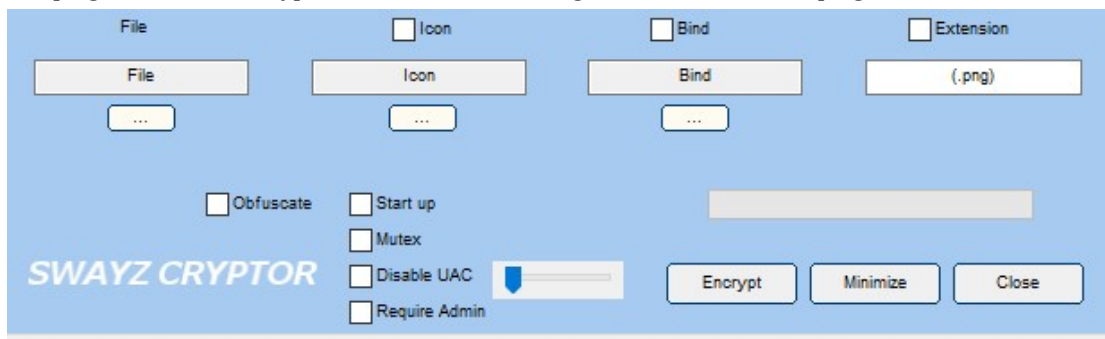 File Icon Bind Extension
File Icon Bind (.png)
... ... ...
Obfuscate Start up
Mutex
SWAYZ CRYPTOR Disable UAC Encrypt Minimize Close
Require Admin